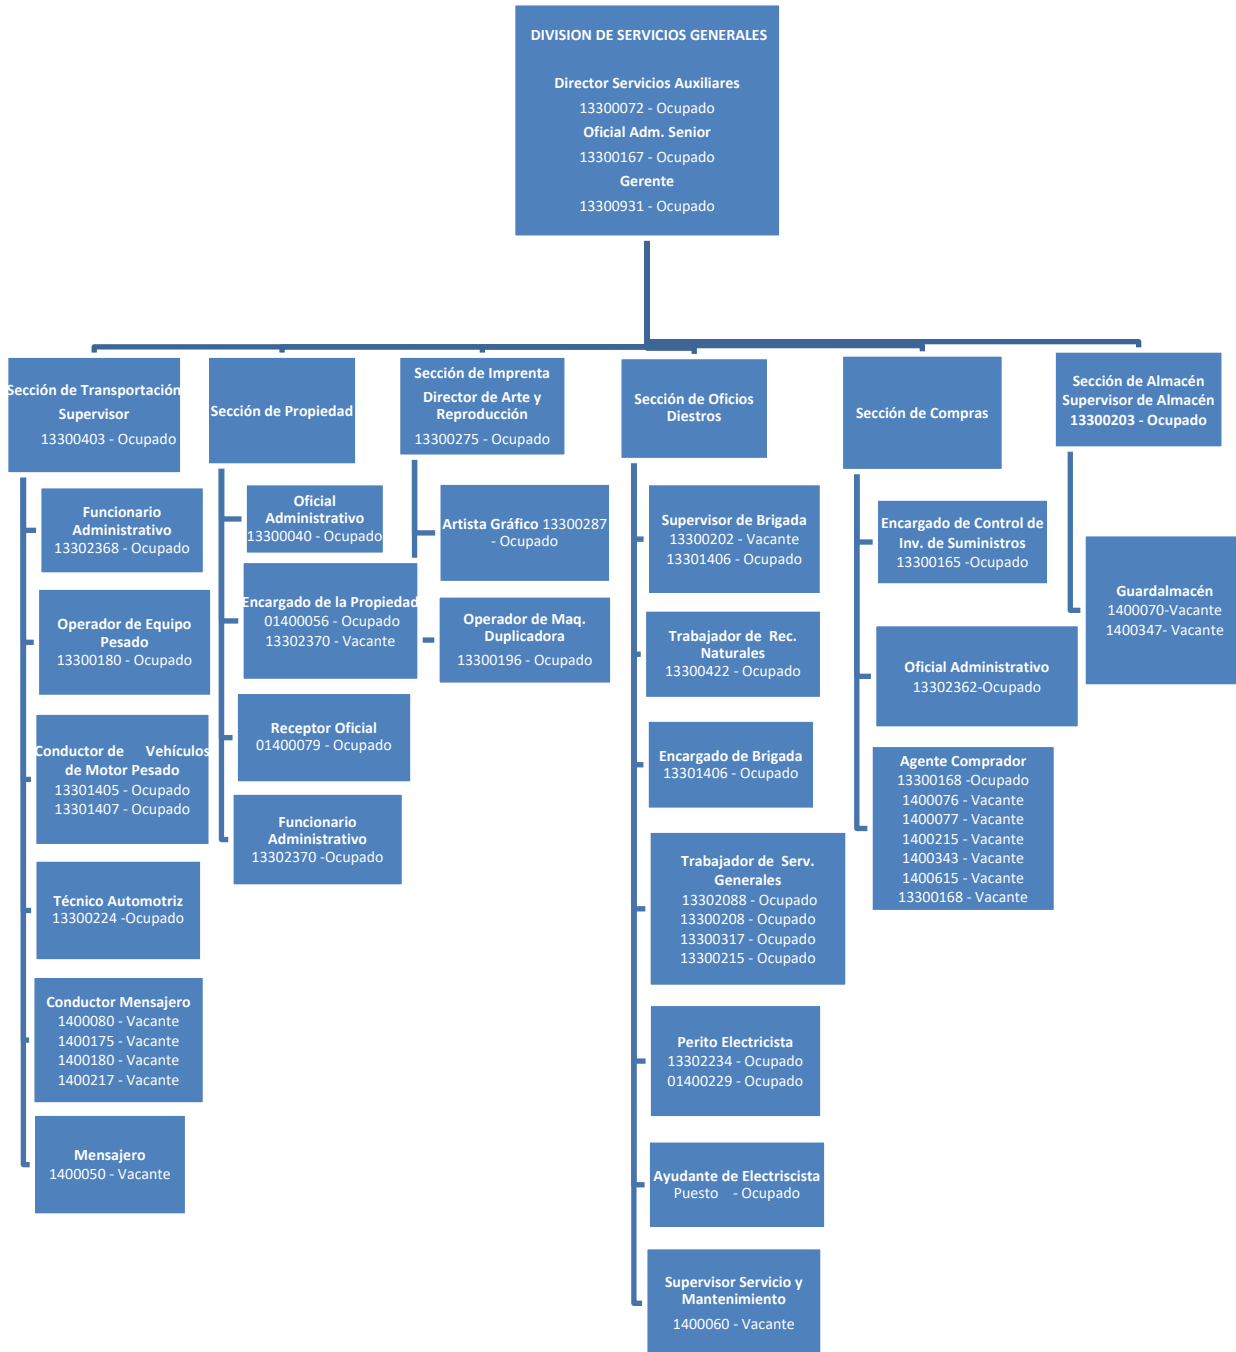 DIVISION DE SERVICIOS GENERALES
Director Servicios Auxiliares
13300072 - Ocupado
Oficial Adm. Senior
13300167 - Ocupado
Gerente
13300931 - Ocupado
Sección de Transportación
Supervisor
13300403 - Ocupado
Funcionario
Administrativo
13302368 - Ocupado
Operador de Equipo
Pesado
13300180 - Ocupado
Conductor de Vehículos
de Motor Pesado
13301405 - Ocupado
13301407 - Ocupado
Técnico Automotriz
13300224 -Ocupado
Conductor Mensajero
1400080 - Vacante
1400175 - Vacante
1400180 - Vacante
1400217 - Vacante
Mensajero
1400050 - Vacante
Sección de Propiedad
Oficial
Administrativo
13300040 - Ocupado
Encargado de la Propiedad
01400056 - Ocupado
13302370 - Vacante
Receptor Oficial
01400079 - Ocupado
Funcionario
Administrativo
13302370 -Ocupado
Sección de Imprenta
Director de Arte y
Reproducción
13300275 - Ocupado
Artista Gráfico 13300287
- Ocupado
Operador de Maq.
Duplicadora
13300196 - Ocupado
Sección de Oficios
Diestros
Supervisor de Brigada
13300202 - Vacante
13301406 - Ocupado
Trabajador de Rec.
Naturales
13300422 - Ocupado
Encargado de Brigada
13301406 - Ocupado
Trabajador de Serv.
Generales
13302088 - Ocupado
13300208 - Ocupado
13300317 - Ocupado
13300215 - Ocupado
Perito Electricista
13302234 - Ocupado
01400229 - Ocupado
Ayudante de Electriscista
Puesto - Ocupado
Supervisor Servicio y
Mantenimiento
1400060 - Vacante
Sección de Compras
Encargado de Control de
Inv. de Suministros
13300165 -Ocupado
Oficial Administrativo
13302362-Ocupado
Agente Comprador
13300168 -Ocupado
1400076 - Vacante
1400077 - Vacante
1400215 - Vacante
1400343 - Vacante
1400615 - Vacante
13300168 - Vacante
Sección de Almacén
Supervisor de Almacén
13300203 - Ocupado
Guardalmacén
1400070-Vacante
1400347- Vacante